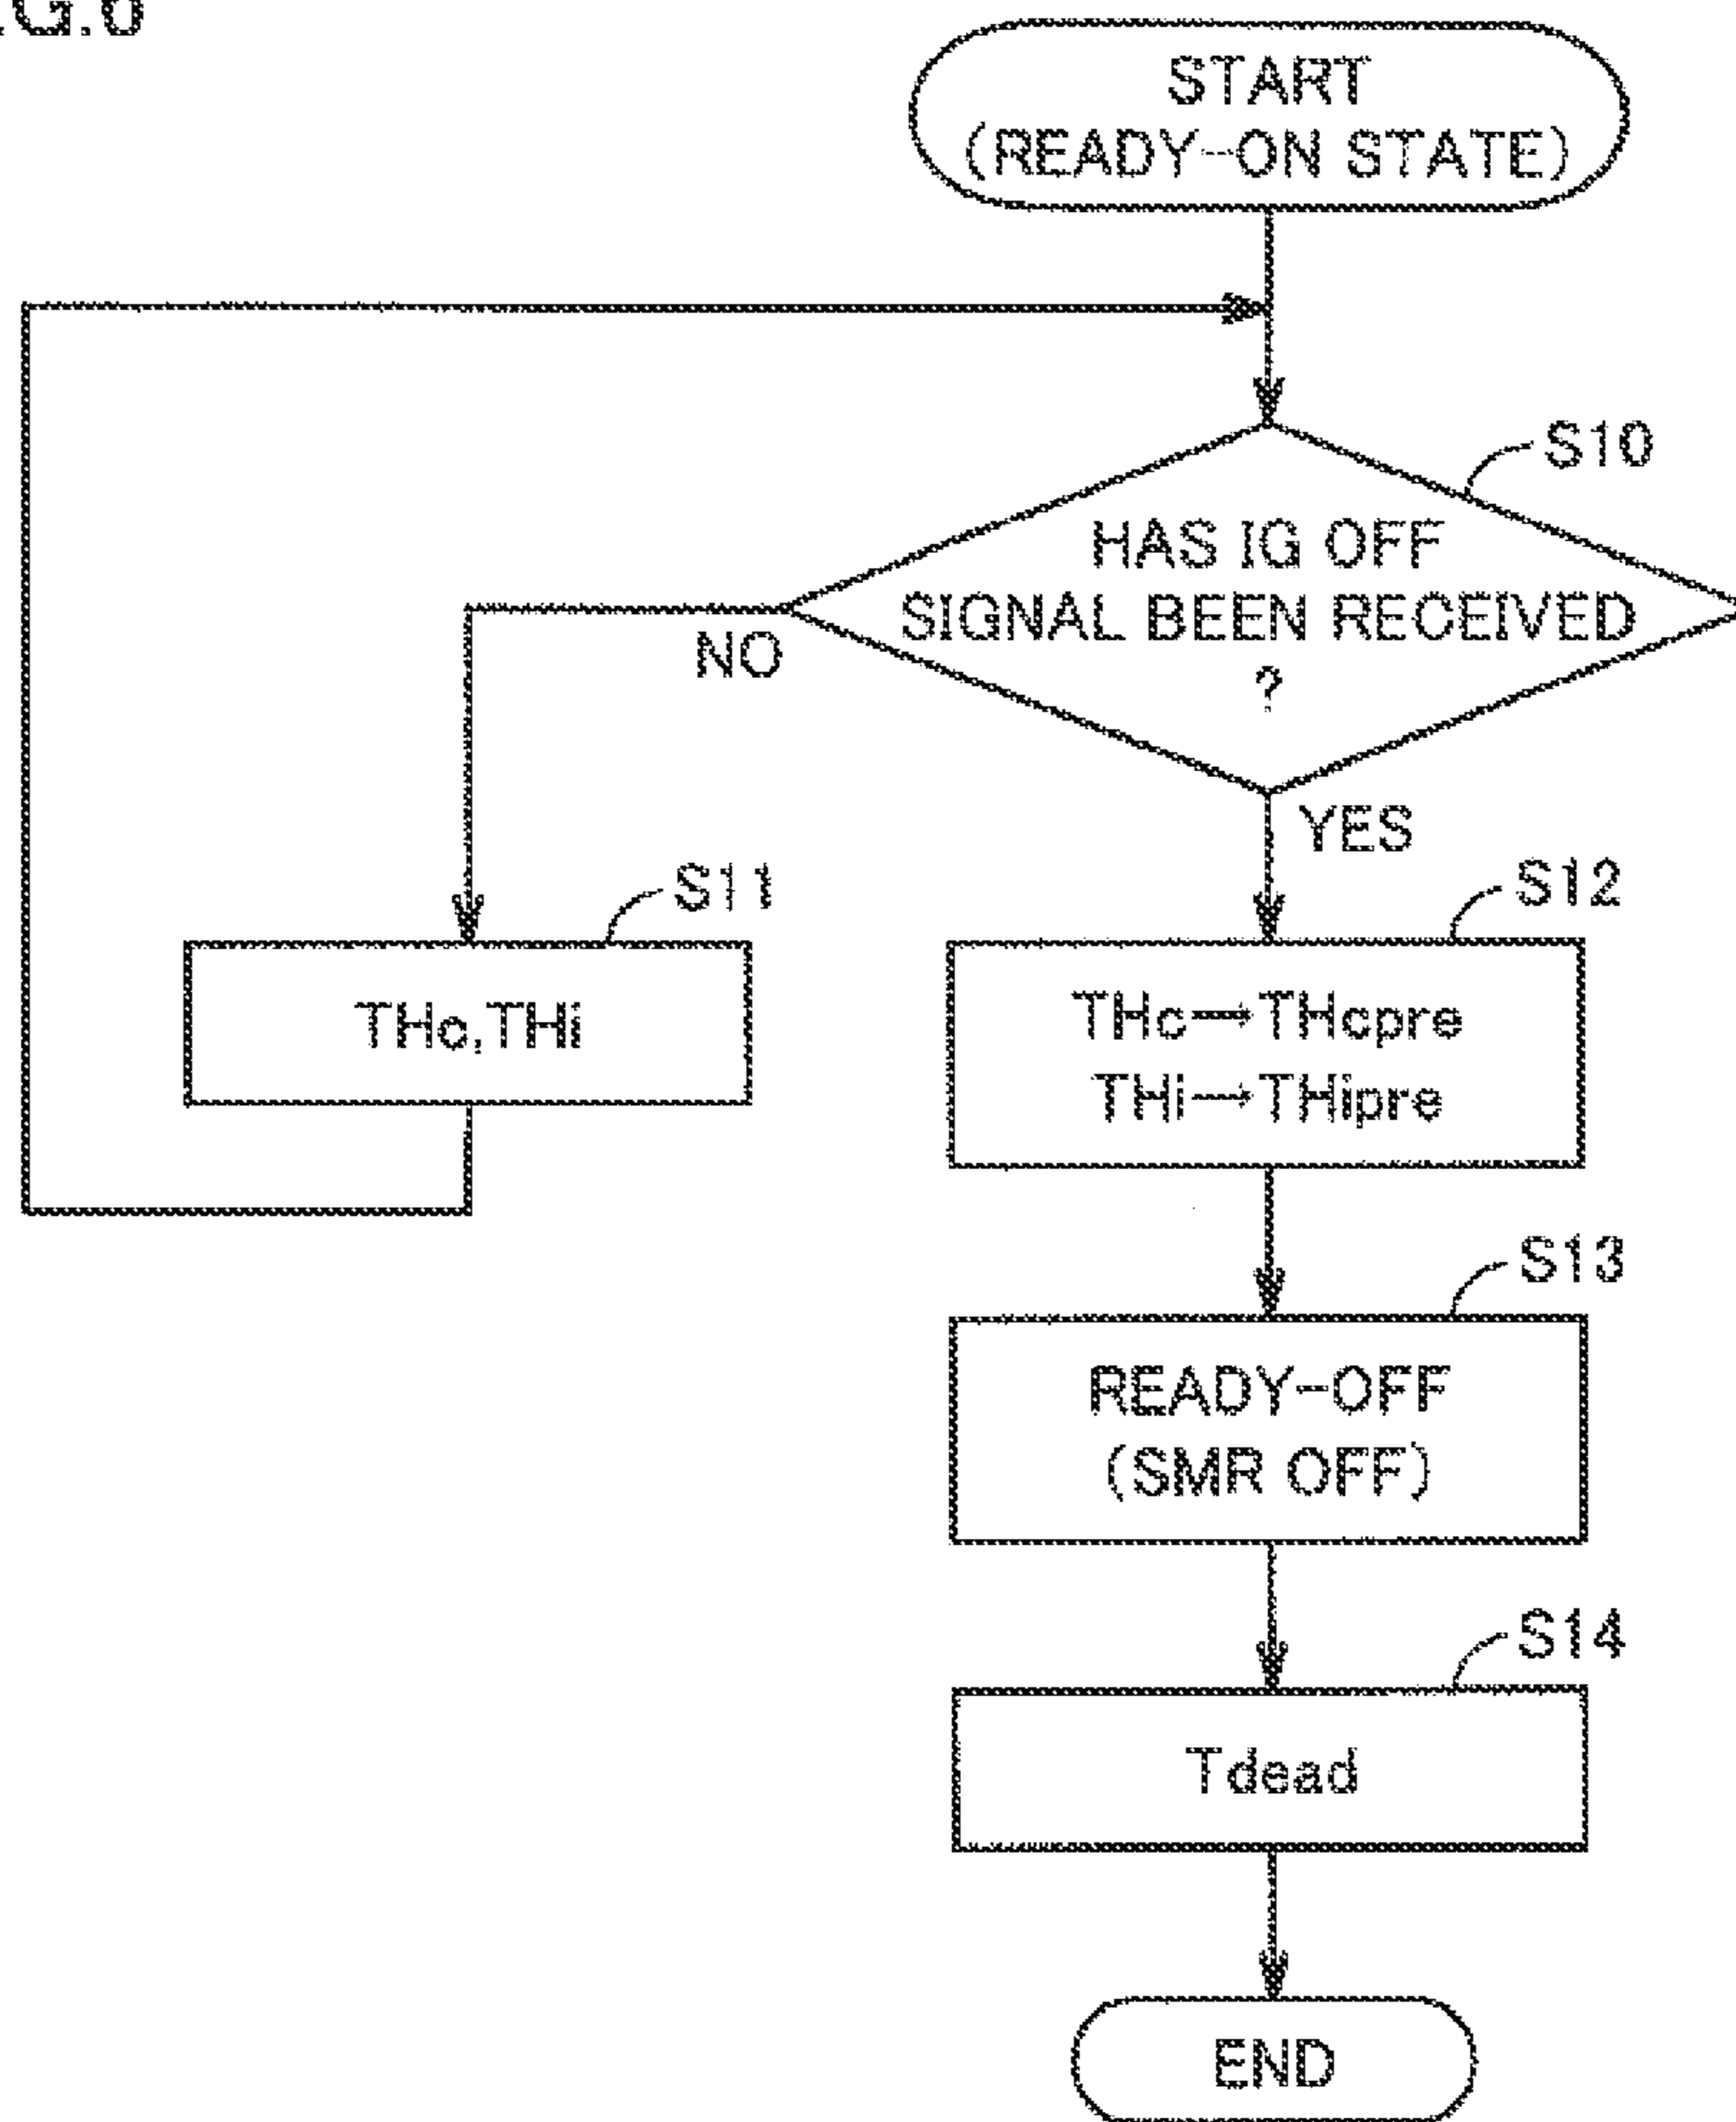 START
(READY-ON STATE)
S10
HAS IG OFF
SIGNAL BEEN RECEIVED
?
NO
YES
S11
THc,THi
S12
THc→THcpre
THi→THipre
S13
READY-OFF
(SMR OFF)
S14
Tdead
END